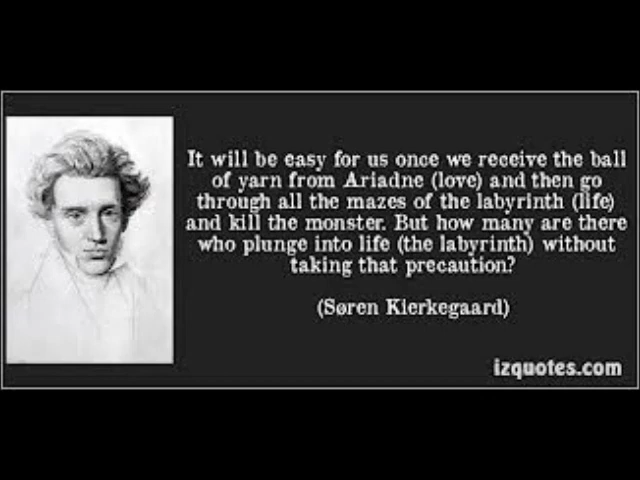 It will be easy for us once we receive the ball
of yarn from Ariadne (love) and then go
through all the mazes of the labyrinth (life)
and kill the monster. But how many are there
who plunge into life (the labyrinth) without
taking that precaution?
(Søren Kierkegaard)
izquotes.com